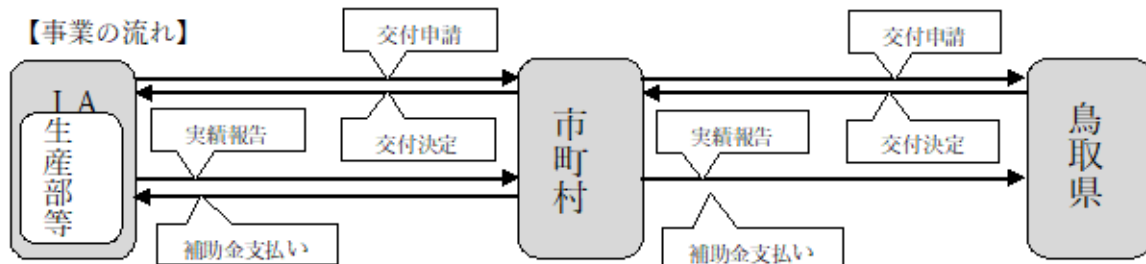 【事業の流れ】
交付申請
交付申請
JA
生産部等
実績報告
交付決定
市町村
実績報告
交付決定
鳥取県
補助金支払い
補助金支払い